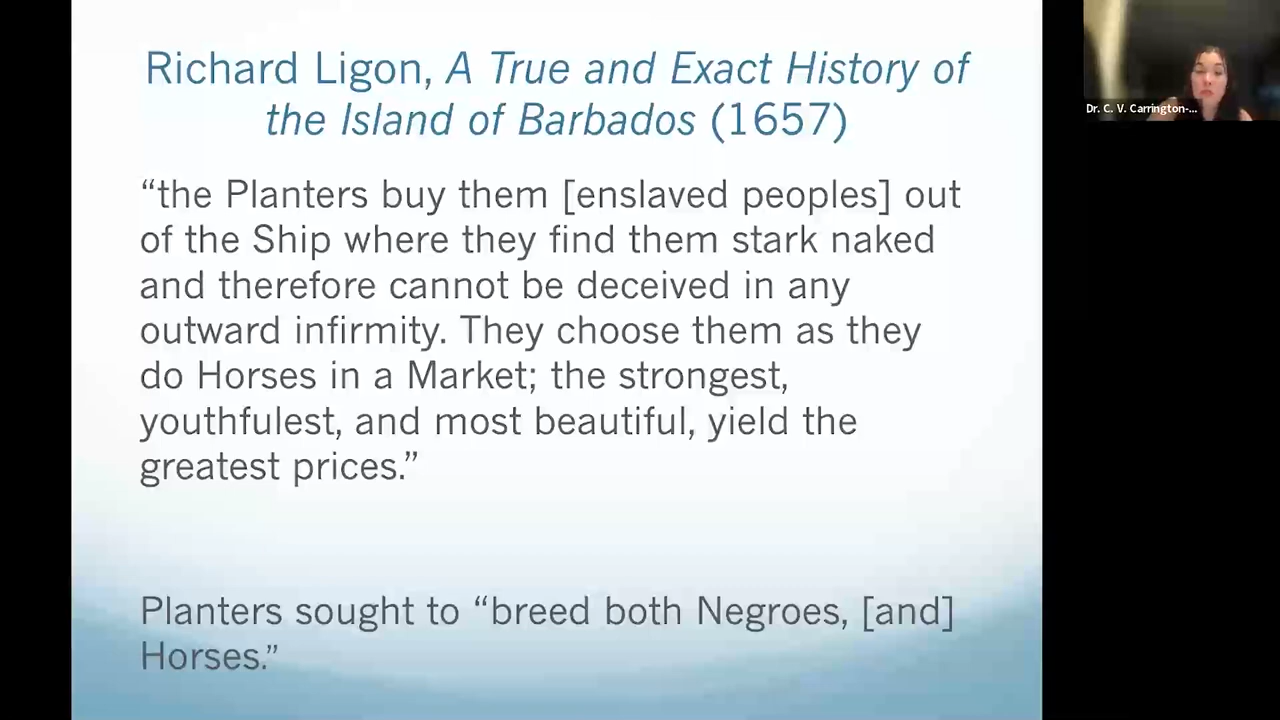 Richard Ligon, A True and Exact History of
the Island of Barbados (1657)
“the Planters buy them [enslaved peoples] out
of the Ship where they find them stark naked
and therefore cannot be deceived in any
outward infirmity. They choose them as they
do Horses in a Market; the strongest,
youthfulest, and most beautiful, yield the
greatest prices.”
Planters sought to “breed both Negroes, [and]
Horses.”
Dr. C. V. Carrington-...